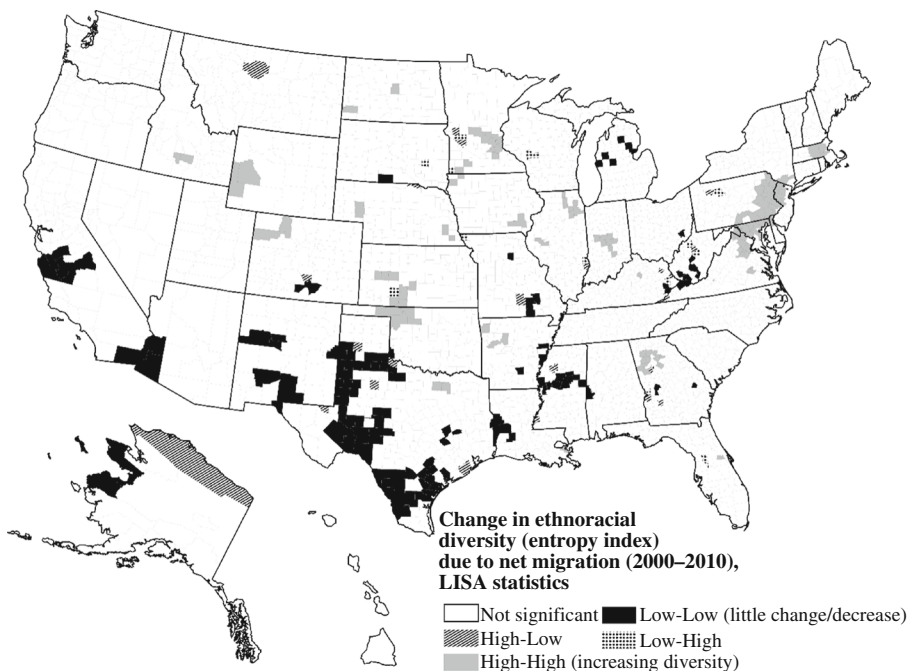 Change in ethnoracial
diversity (entropy index)
due to net migration (2000–2010),
LISA statistics
Not significant Low-Low (little change/decrease)
High-Low Low-High
High-High (increasing diversity)